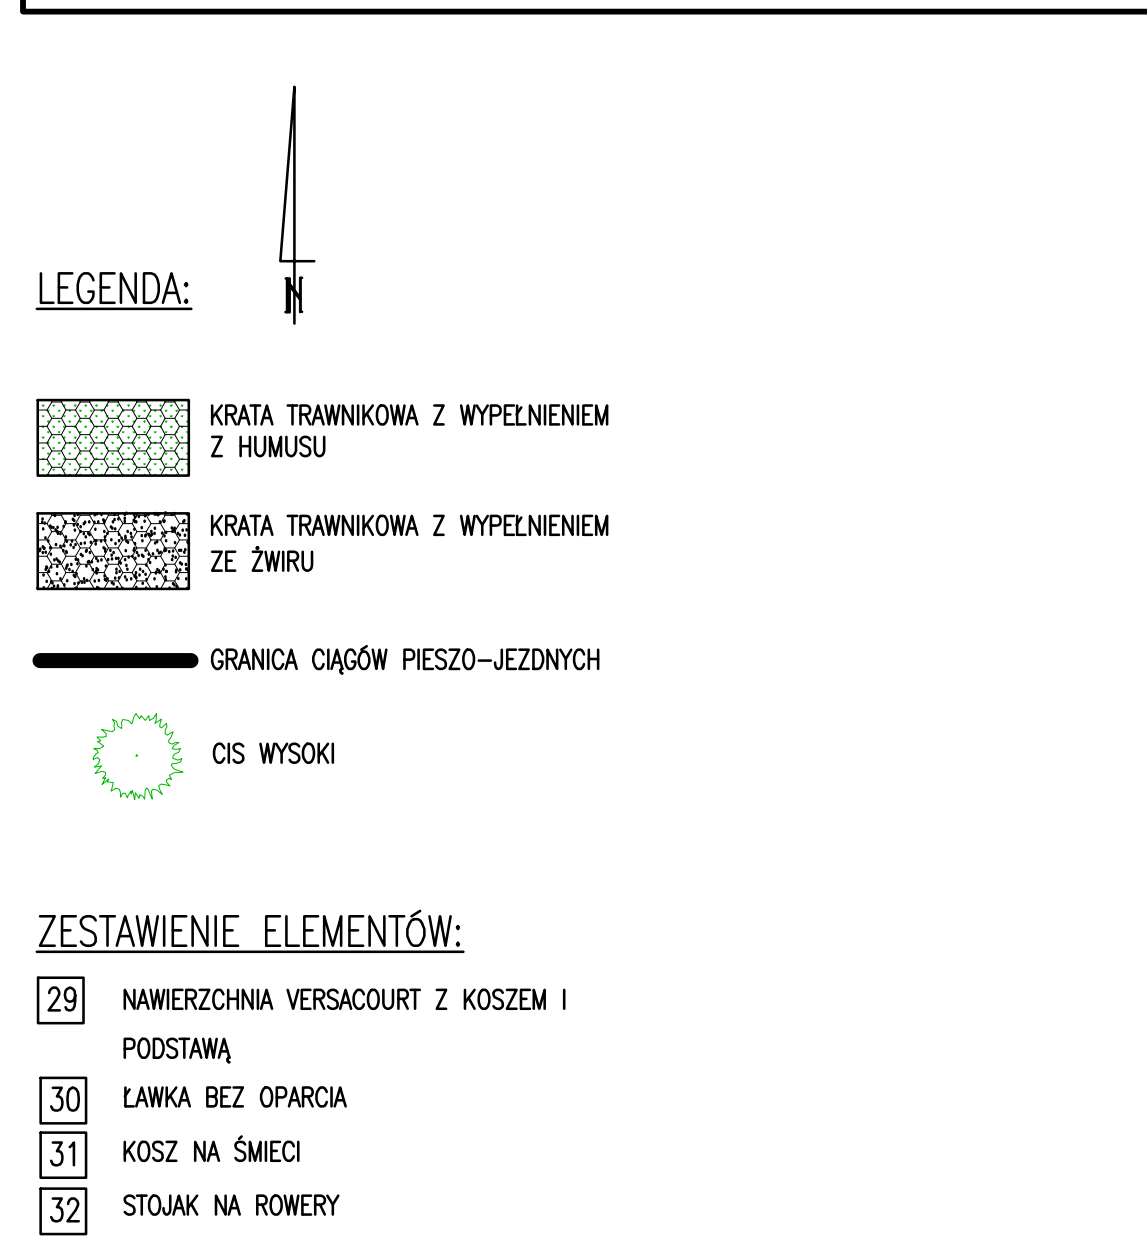 LEGENDA:
N
KRATA TRAWNIKOWA Z WYPEŁNIENIEM
Z HUMUSU
KRATA TRAWNIKOWA Z WYPEŁNIENIEM
ZE ŻWIRU
GRANICA CIĄGÓW PIESZO-JEZDNYCH
CIS WYSOKI
ZESTAWIENIE ELEMENTÓW:
29 NAWIERZCHNIA VERSACOURT Z KOSZEM I
PODSTAWĄ
30 ŁAWKA BEZ OPARCIA
31 KOSZ NA ŚMIECI
32 STOJAK NA ROWERY